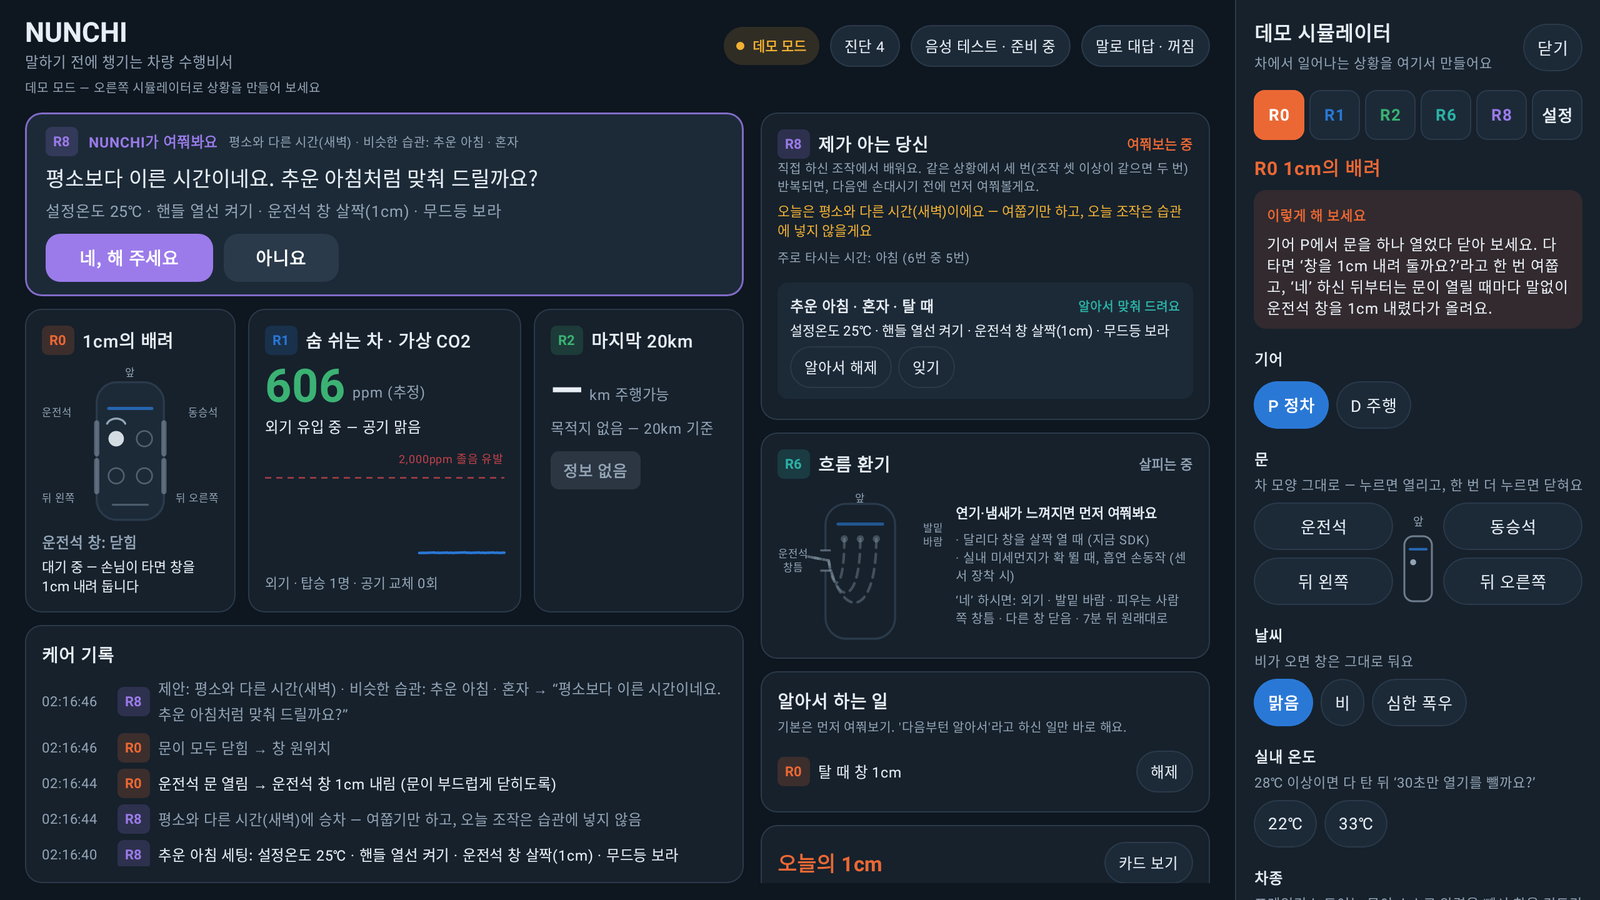 NUNCHI
말하기 전에 챙기는 차량 수행비서
데모 모드 — 오른쪽 시뮬레이터로 상황을 만들어 보세요
데모 모드
진단 4
음성 테스트 · 준비 중
말로 대답 · 꺼짐
R8 NUNCHI가 여쭤봐요 평소와 다른 시간(새벽) · 비슷한 습관: 추운 아침 · 혼자
평소보다 이른 시간이네요. 추운 아침처럼 맞춰 드릴까요?
설정온도 25℃ · 핸들 열선 켜기 · 운전석 창 살짝(1cm) · 무드등 보라
네, 해 주세요
아니요
R0 1cm의 배려
앞
운전석
동승석
뒤 왼쪽
뒤 오른쪽
운전석 창: 닫힘
대기 중 — 손님이 타면 창을
1cm 내려 둡니다
R1 숨 쉬는 차 · 가상 CO2
606 ppm (추정)
외기 유입 중 — 공기 맑음
2,000ppm 졸음 유발
외기 · 탑승 1명 · 공기 교체 0회
R2 마지막 20km
— km 주행가능
목적지 없음 — 20km 기준
정보 없음
케어 기록
02:16:46 R8 제안: 평소와 다른 시간(새벽) · 비슷한 습관: 추운 아침 · 혼자 → “평소보다 이른 시간이네요.
추운 아침처럼 맞춰 드릴까요?”
02:16:46 R0 문이 모두 닫힘 → 창 원위치
02:16:44 R0 운전석 문 열림 → 운전석 창 1cm 내림 (문이 부드럽게 닫히도록)
02:16:44 R8 평소와 다른 시간(새벽)에 승차 — 여쭙기만 하고, 오늘 조작은 습관에 넣지 않음
02:16:40 R8 추운 아침 세팅: 설정온도 25℃ · 핸들 열선 켜기 · 운전석 창 살짝(1cm) · 무드등 보라
R8 제가 아는 당신
여쭤보는 중
직접 하신 조작에서 배워요. 같은 상황에서 세 번(조작 셋 이상이 같으면 두 번)
반복되면, 다음엔 손대시기 전에 먼저 여쭤볼게요.
오늘은 평소와 다른 시간(새벽)이에요 — 여쭙기만 하고, 오늘 조작은 습관
에 넣지 않을게요
주로 타시는 시간: 아침 (6번 중 5번)
추운 아침 · 혼자 · 탈 때
알아서 맞춰 드려요
설정온도 25℃ · 핸들 열선 켜기 · 운전석 창 살짝(1cm) · 무드등 보라
알아서 해제
잊기
R6 흐름 환기
살피는 중
앞
운전석
창틈
발밑
바람
연기·냄새가 느껴지면 먼저 여쭤봐요
· 달리다 창을 살짝 열 때 (지금 SDK)
· 실내 미세먼지가 확 뛸 때, 흡연 손동작 (센
서 장착 시)
‘네’ 하시면: 외기 · 발밑 바람 · 피우는 사람
쪽 창틈 · 다른 창 닫음 · 7분 뒤 원래대로
알아서 하는 일
기본은 먼저 여쭤보기. '다음부턴 알아서'라고 하신 일만 바로 해요.
R0 탈 때 창 1cm
해제
오늘의 1cm
카드 보기
데모 시뮬레이터
차에서 일어나는 상황을 여기서 만들어요
닫기
R0
R1
R2
R6
R8
설정
R0 1cm의 배려
이렇게 해 보세요
기어 P에서 문을 하나 열었다 닫아 보세요. 다
타면 ‘창을 1cm 내려 둘까요?’라고 한 번 여쭙
고, ‘네’ 하신 뒤부터는 문이 열릴 때마다 말없이
운전석 창을 1cm 내렸다가 올려요.
기어
P 정차
D 주행
문
차 모양 그대로 — 누르면 열리고, 한 번 더 누르면 닫혀요
운전석
앞
동승석
뒤 왼쪽
뒤 오른쪽
날씨
비가 오면 창은 그대로 둬요
맑음
비
심한 폭우
실내 온도
28℃ 이상이면 다 탄 뒤 ‘30초만 열기를 뺄까요?’
22℃
33℃
차종